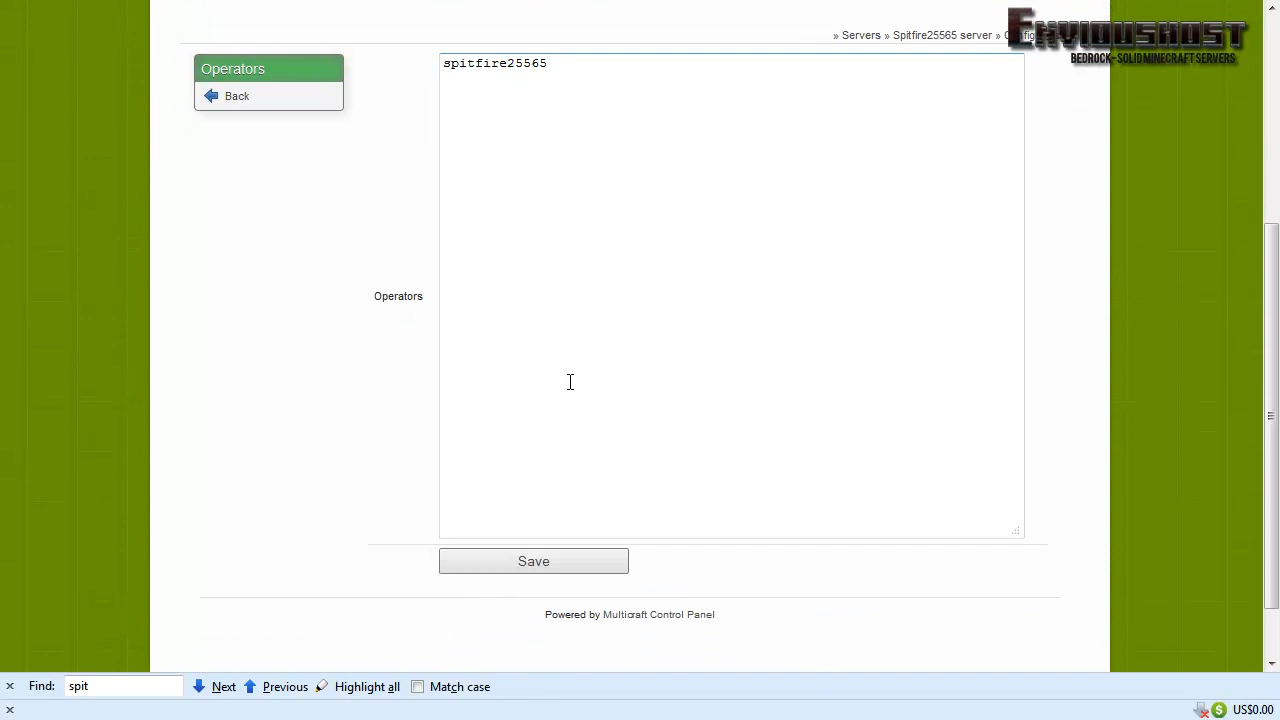 ENVIOUSHOST
BEDROCK-SOLID MINECRAFT SERVERS
» Servers » Spitfire25565 server »
Operators
Back
spitfire25565
Operators
Save
Powered by Multicraft Control Panel
Find: spit Next Previous Highlight all Match case
US$0.00